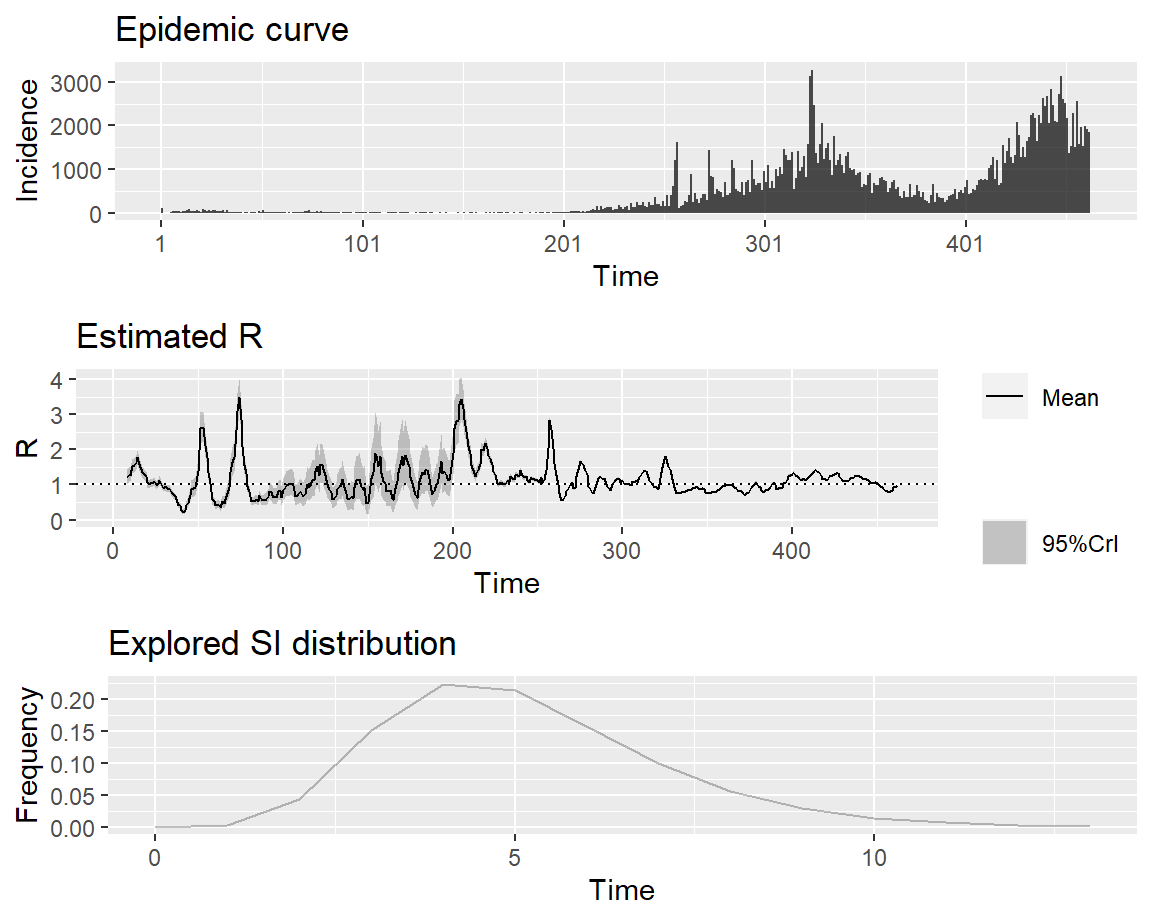 Epidemic curve
Incidence
3000
2000
1000
0
1 101 201 301 401
Time
Estimated R
R
4
3
2
1
0
0 100 200 300 400
Time
Mean
95%CrI
Explored SI distribution
Frequency
0.20
0.15
0.10
0.05
0.00
0 5 10
Time